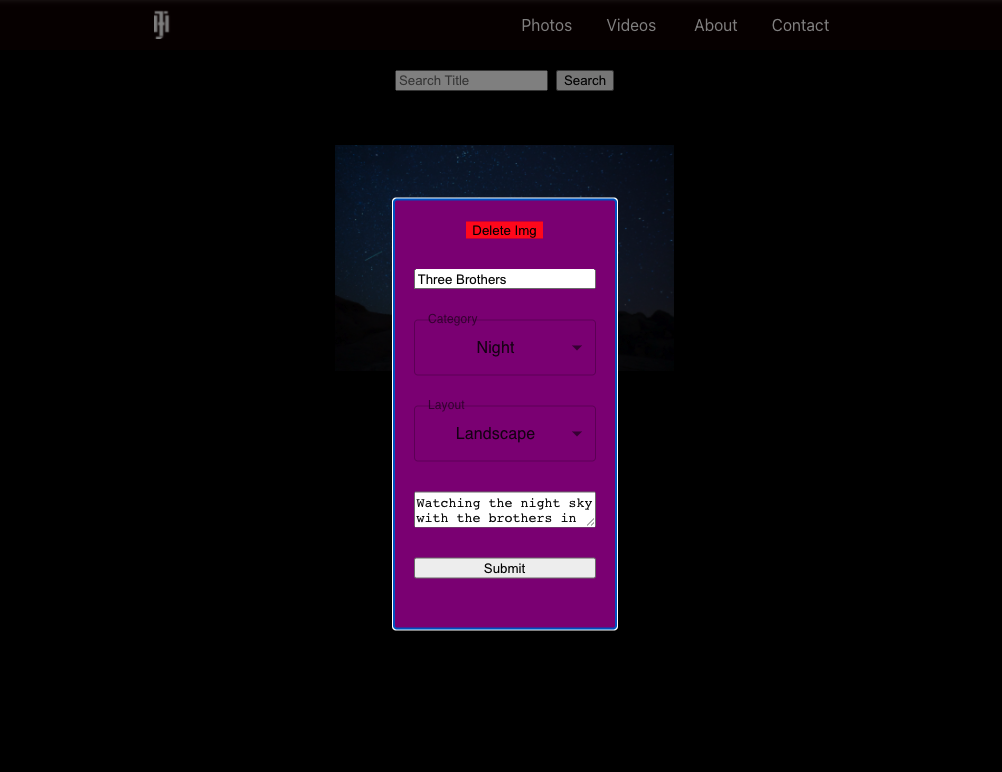 Photos Videos About Contact
Search Title Search
Delete Img
Three Brothers
Category
Night
Layout
Landscape
Watching the night sky
with the brothers in
Submit